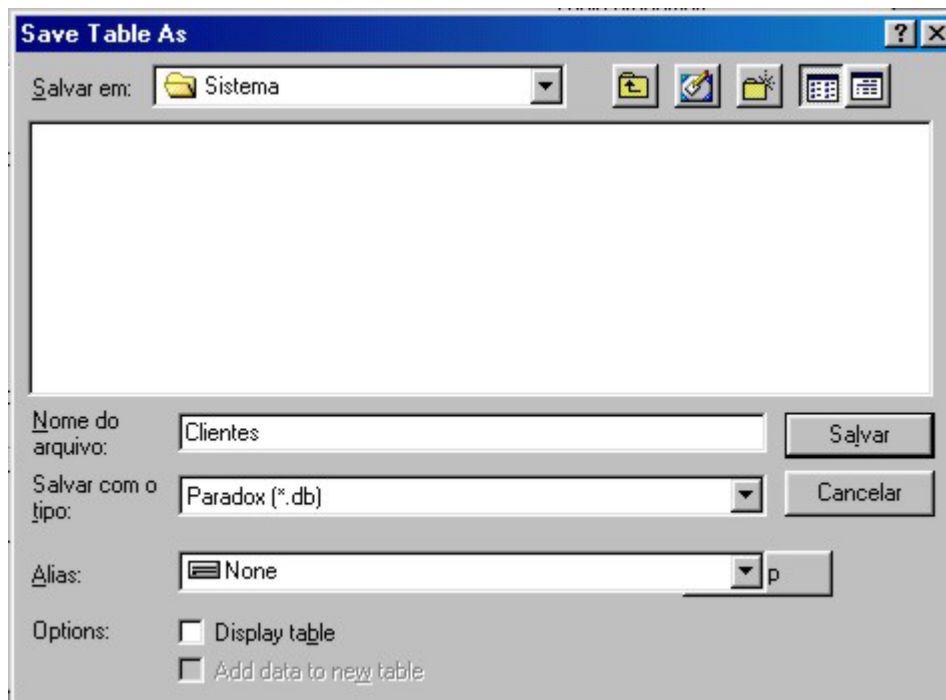 Save Table As
Salvar em: Sistema
Nome do
arquivo:
Clientes
Salvar
Salvar com o
tipo:
Paradox (*.db)
Cancelar
Alias: None
p
Options: Display table
Add data to new table